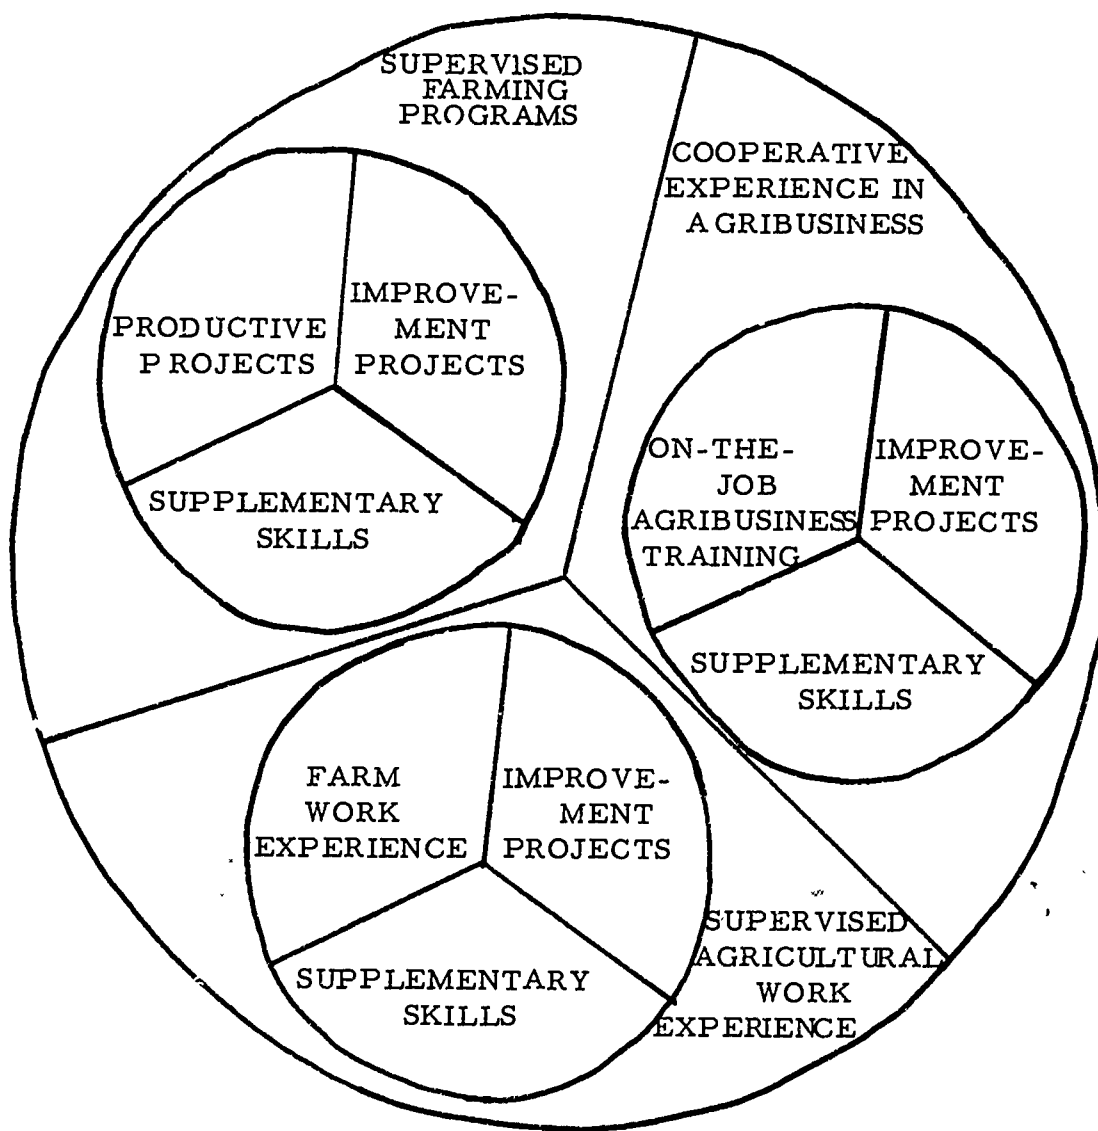 SUPERVISED
FARMING
PROGRAMS
COOPERATIVE
EXPERIENCE IN
AGRIBUSINESS
PRODUCTIVE
PROJECTS
IMPROVE-
MENT
PROJECTS
SUPPLEMENTARY
SKILLS
ON-THE-
JOB
AGRIBUSINESS
TRAINING
IMPROVE-
MENT
PROJECTS
SUPPLEMENTARY
SKILLS
FARM
WORK
EXPERIENCE
IMPROVE-
MENT
PROJECTS
SUPPLEMENTARY
SKILLS
SUPERVISED
AGRICULTURAL
WORK
EXPERIENCE